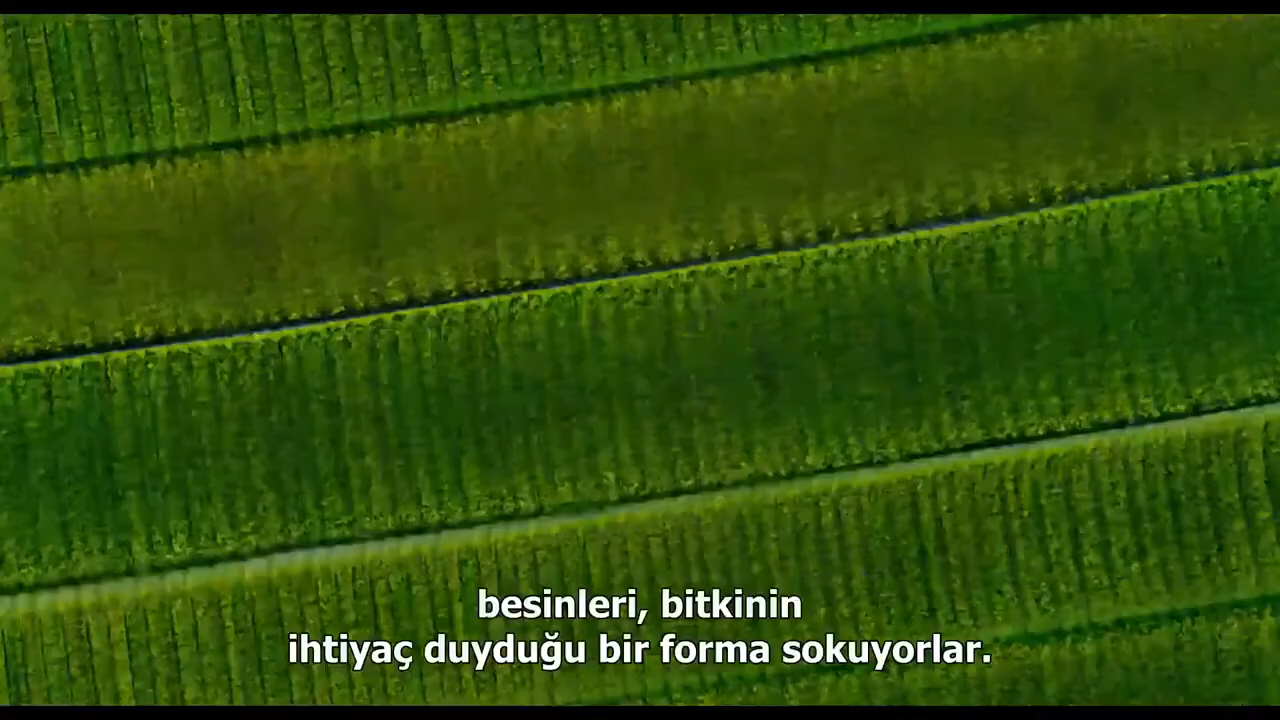 besinleri, bitkinin
ihtiyaç duyduğu bir forma sokuyorlar.